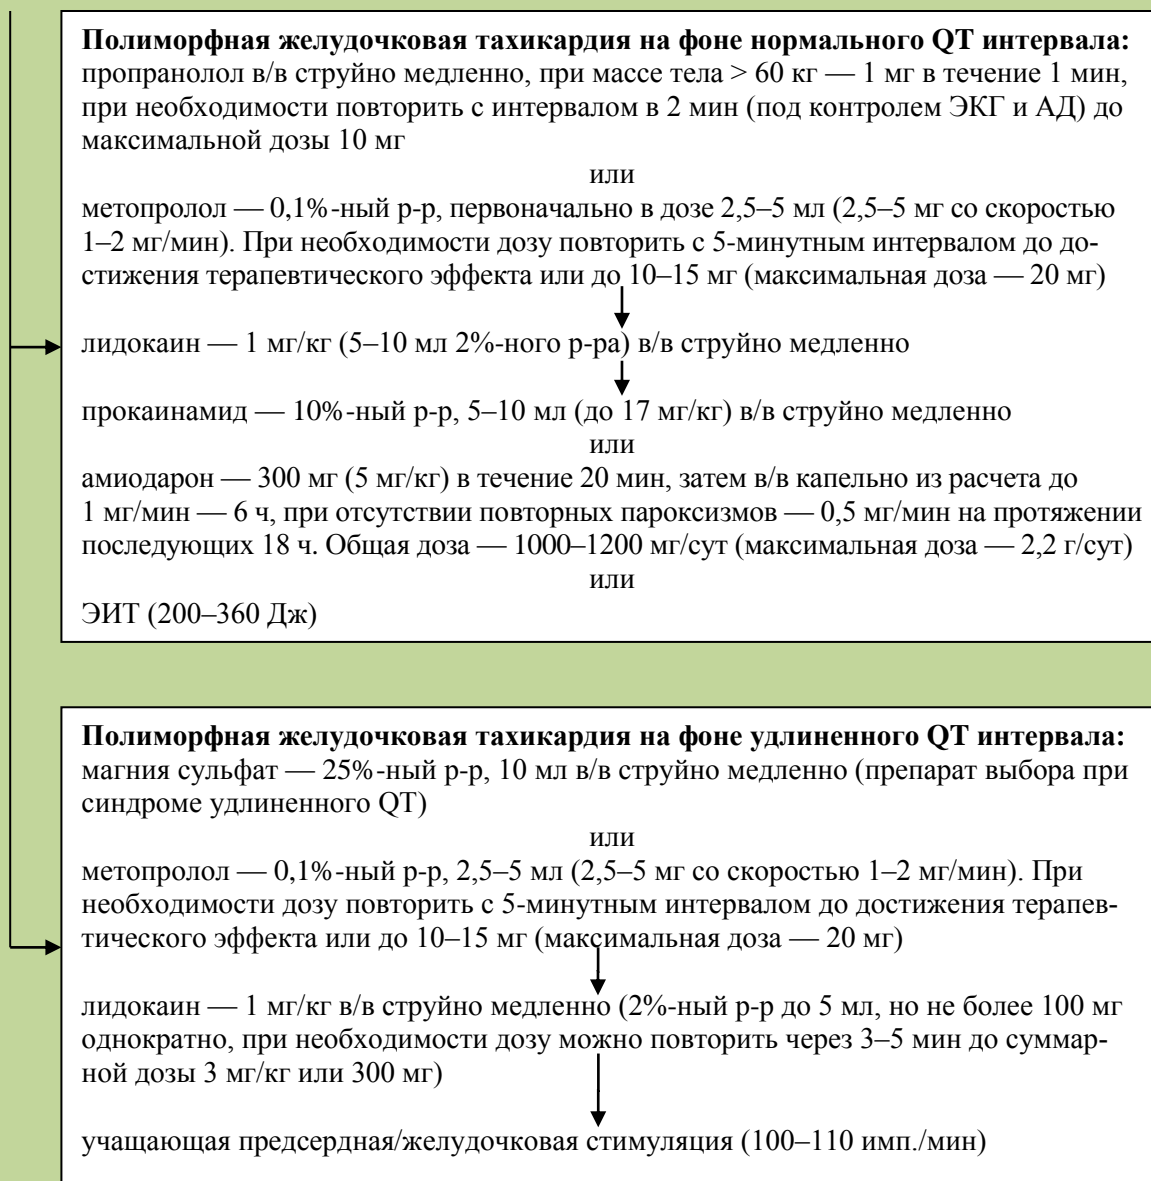 Полиморфная желудочковая тахикардия на фоне нормального QT интервала:
пропранолол в/в струйно медленно, при массе тела > 60 кг — 1 мг в течение 1 мин,
при необходимости повторить с интервалом в 2 мин (под контролем ЭКГ и АД) до
максимальной дозы 10 мг
или
метопролол — 0,1%-ный р-р, первоначально в дозе 2,5–5 мл (2,5–5 мг со скоростью
1–2 мг/мин). При необходимости дозу повторить с 5-минутным интервалом до до-
стижения терапевтического эффекта или до 10–15 мг (максимальная доза — 20 мг)
лидокаин — 1 мг/кг (5–10 мл 2%-ного р-ра) в/в струйно медленно
прокаинамид — 10%-ный р-р, 5–10 мл (до 17 мг/кг) в/в струйно медленно
или
амиодарон — 300 мг (5 мг/кг) в течение 20 мин, затем в/в капельно из расчета до
1 мг/мин — 6 ч, при отсутствии повторных пароксизмов — 0,5 мг/мин на протяжении
последующих 18 ч. Общая доза — 1000–1200 мг/сут (максимальная доза — 2,2 г/сут)
или
ЭИТ (200–360 Дж)
Полиморфная желудочковая тахикардия на фоне удлиненного QT интервала:
магния сульфат — 25%-ный р-р, 10 мл в/в струйно медленно (препарат выбора при
синдроме удлиненного QT)
или
метопролол — 0,1%-ный р-р, 2,5–5 мл (2,5–5 мг со скоростью 1–2 мг/мин). При
необходимости дозу повторить с 5-минутным интервалом до достижения терапев-
тического эффекта или до 10–15 мг (максимальная доза — 20 мг)
лидокаин — 1 мг/кг в/в струйно медленно (2%-ный р-р до 5 мл, но не более 100 мг
однократно, при необходимости дозу можно повторить через 3–5 мин до суммар-
ной дозы 3 мг/кг или 300 мг)
учащающая предсердная/желудочковая стимуляция (100–110 имп./мин)